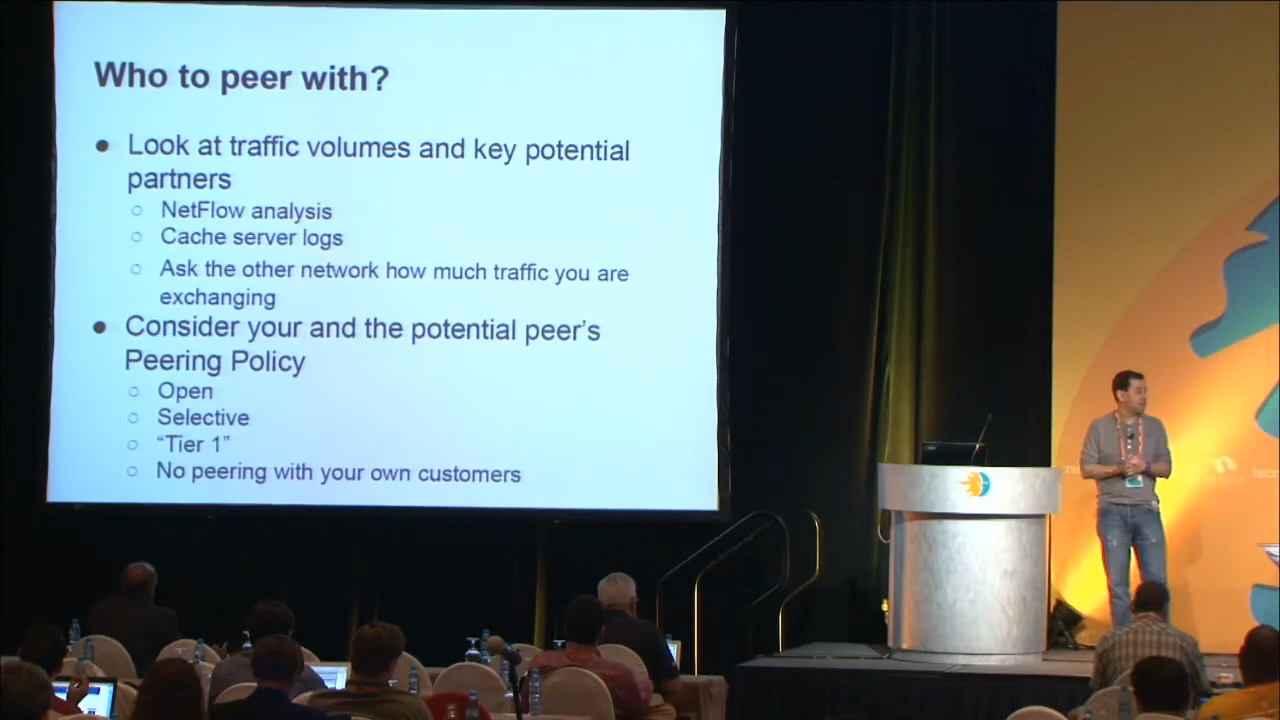 Who to peer with?
● Look at traffic volumes and key potential
partners
○ NetFlow analysis
○ Cache server logs
○ Ask the other network how much traffic you are
exchanging
● Consider your and the potential peer's
Peering Policy
○ Open
○ Selective
○ "Tier 1"
○ No peering with your own customers